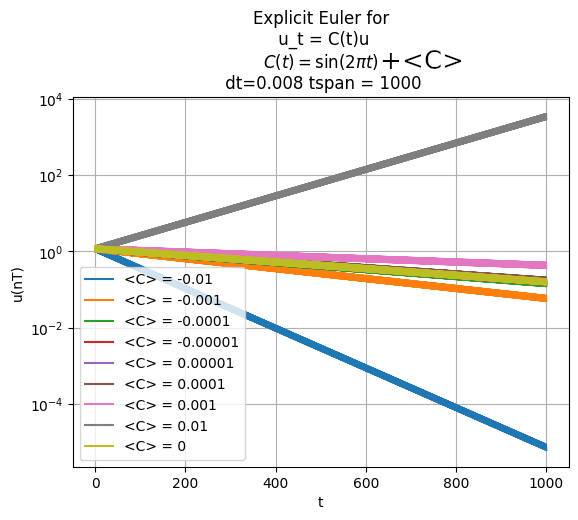 Explicit Euler for
u_t = C(t)u
C(t) = sin(2πt) +<C>
dt=0.008 tspan = 1000
10^4
10^2
10^0
10^-2
10^-4
u(nT)
<C> = -0.01
<C> = -0.001
<C> = -0.0001
<C> = -0.00001
<C> = 0.00001
<C> = 0.0001
<C> = 0.001
<C> = 0.01
<C> = 0
0 200 400 600 800 1000
t